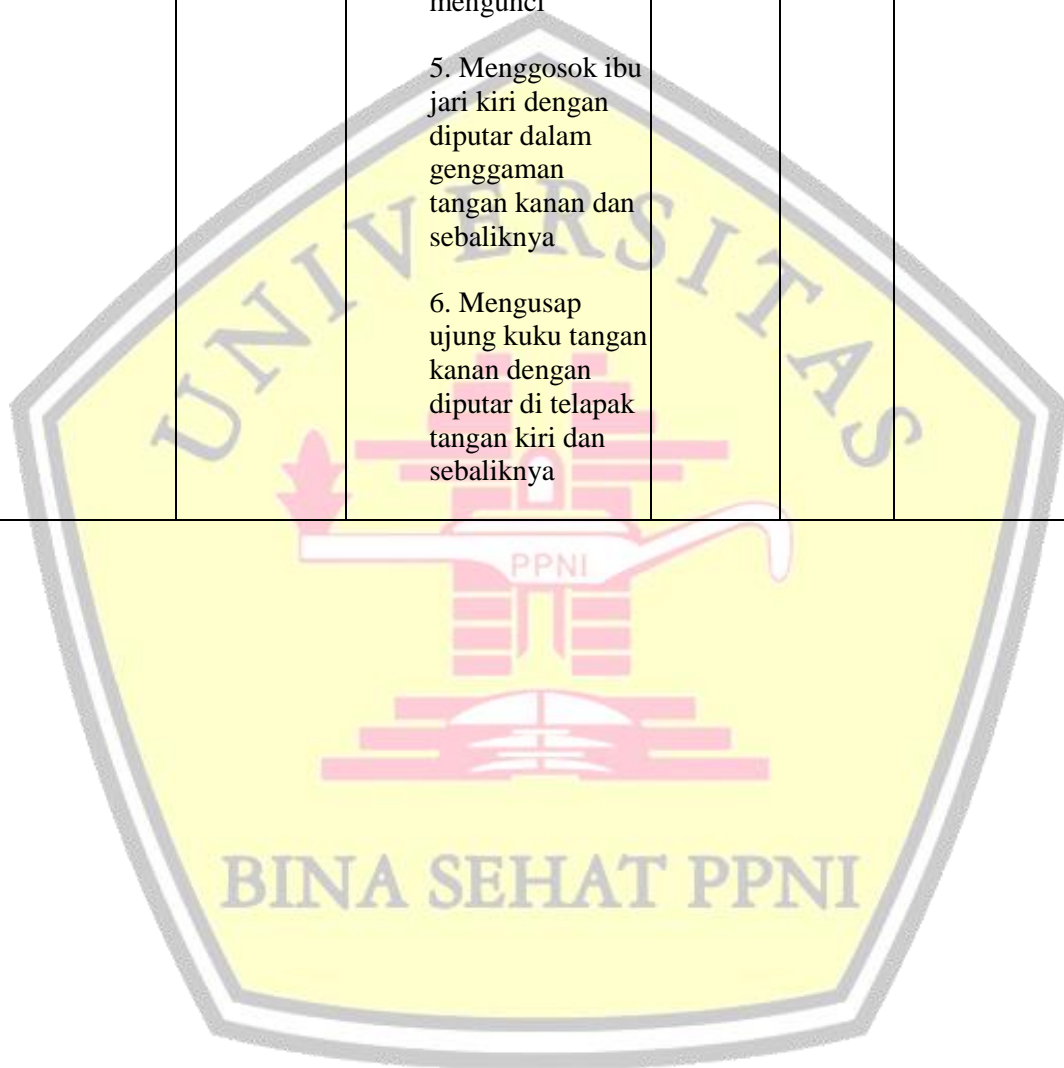 mengunci
5. Menggosok ibu
jari kiri dengan
diputar dalam
genggaman
tangan kanan dan
sebaliknya
6. Mengusap
ujung kuku tangan
kanan dengan
diputar di telapak
tangan kiri dan
sebaliknya
UNIVERSITAS
PPNI
BINA SEHAT PPNI